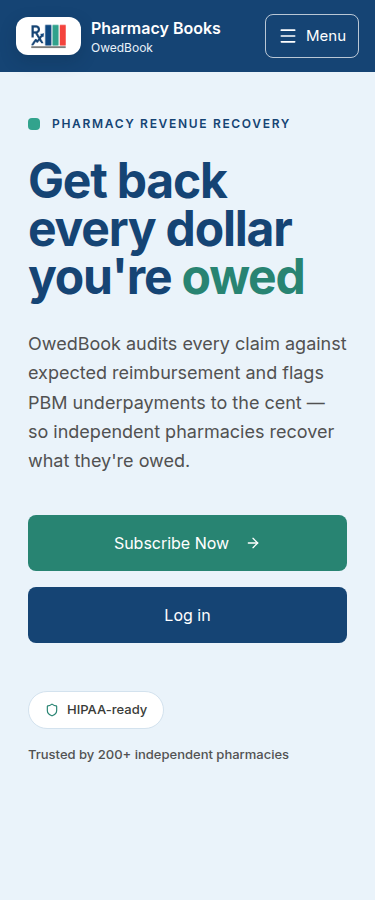 Pharmacy Books
OwedBook
Menu
PHARMACY REVENUE RECOVERY
Get back
every dollar
you're owed
OwedBook audits every claim against
expected reimbursement and flags
PBM underpayments to the cent —
so independent pharmacies recover
what they're owed.
Subscribe Now
Log in
HIPAA-ready
Trusted by 200+ independent pharmacies